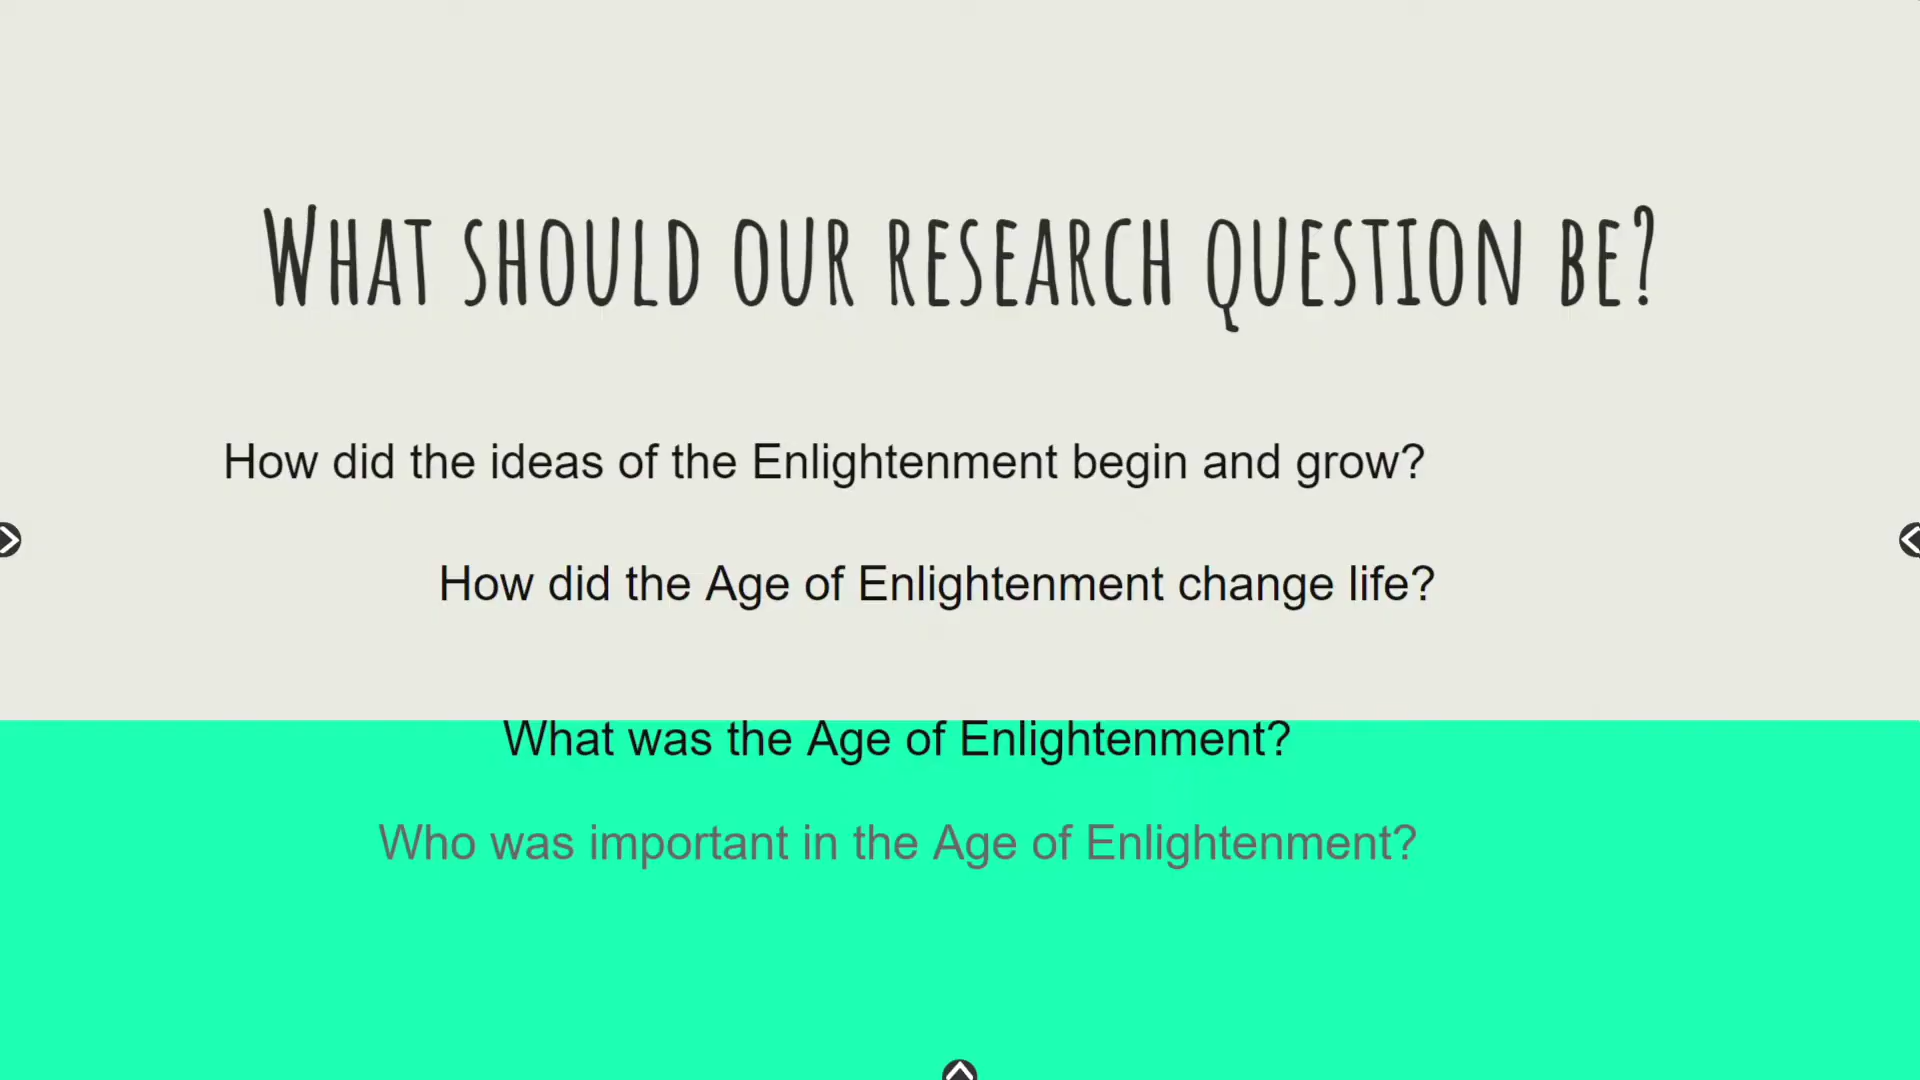 What should our research question be?
How did the ideas of the Enlightenment begin and grow?
How did the Age of Enlightenment change life?
What was the Age of Enlightenment?
Who was important in the Age of Enlightenment?